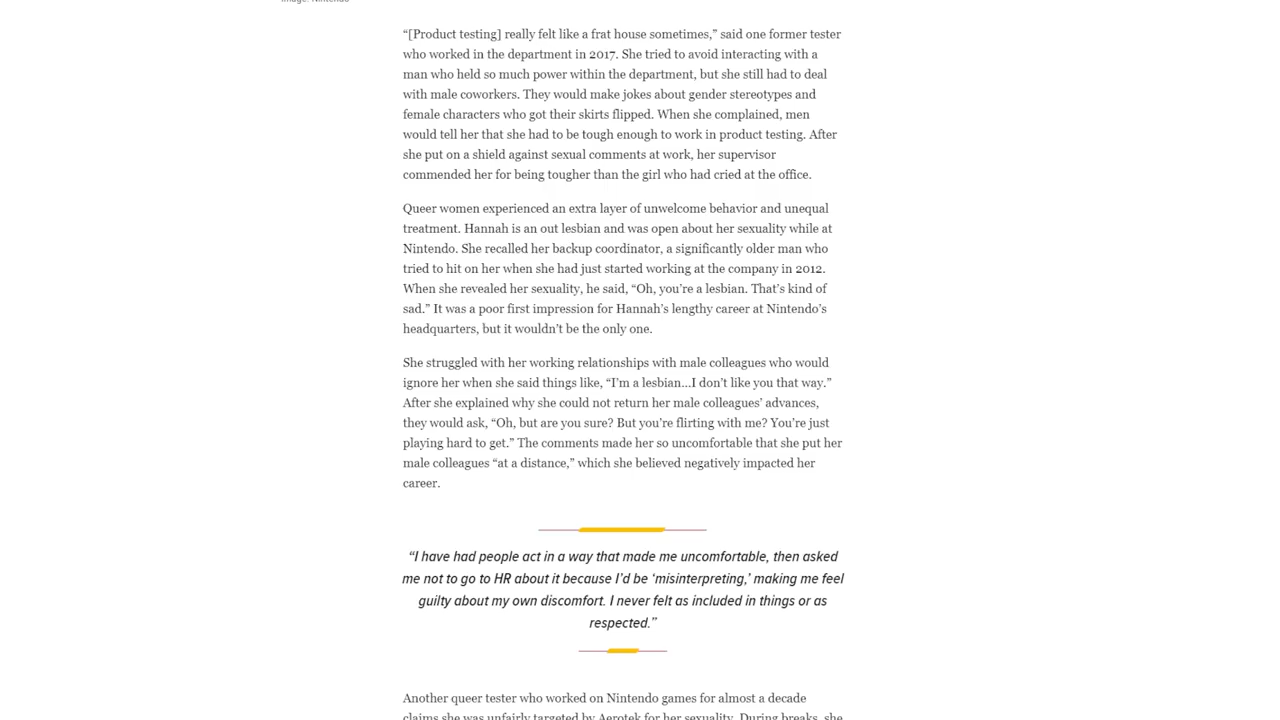 Image: Nintendo
“[Product testing] really felt like a frat house sometimes,” said one former tester
who worked in the department in 2017. She tried to avoid interacting with a
man who held so much power within the department, but she still had to deal
with male coworkers. They would make jokes about gender stereotypes and
female characters who got their skirts flipped. When she complained, men
would tell her that she had to be tough enough to work in product testing. After
she put on a shield against sexual comments at work, her supervisor
commended her for being tougher than the girl who had cried at the office.
Queer women experienced an extra layer of unwelcome behavior and unequal
treatment. Hannah is an out lesbian and was open about her sexuality while at
Nintendo. She recalled her backup coordinator, a significantly older man who
tried to hit on her when she had just started working at the company in 2012.
When she revealed her sexuality, he said, “Oh, you’re a lesbian. That’s kind of
sad.” It was a poor first impression for Hannah’s lengthy career at Nintendo’s
headquarters, but it wouldn’t be the only one.
She struggled with her working relationships with male colleagues who would
ignore her when she said things like, “I’m a lesbian...I don’t like you that way.”
After she explained why she could not return her male colleagues’ advances,
they would ask, “Oh, but are you sure? But you’re flirting with me? You’re just
playing hard to get.” The comments made her so uncomfortable that she put her
male colleagues “at a distance,” which she believed negatively impacted her
career.
“I have had people act in a way that made me uncomfortable, then asked
me not to go to HR about it because I’d be ‘misinterpreting,’ making me feel
guilty about my own discomfort. I never felt as included in things or as
respected.”
Another queer tester who worked on Nintendo games for almost a decade
claims she was unfairly targeted by Aerotek for her sexuality. During breaks, she